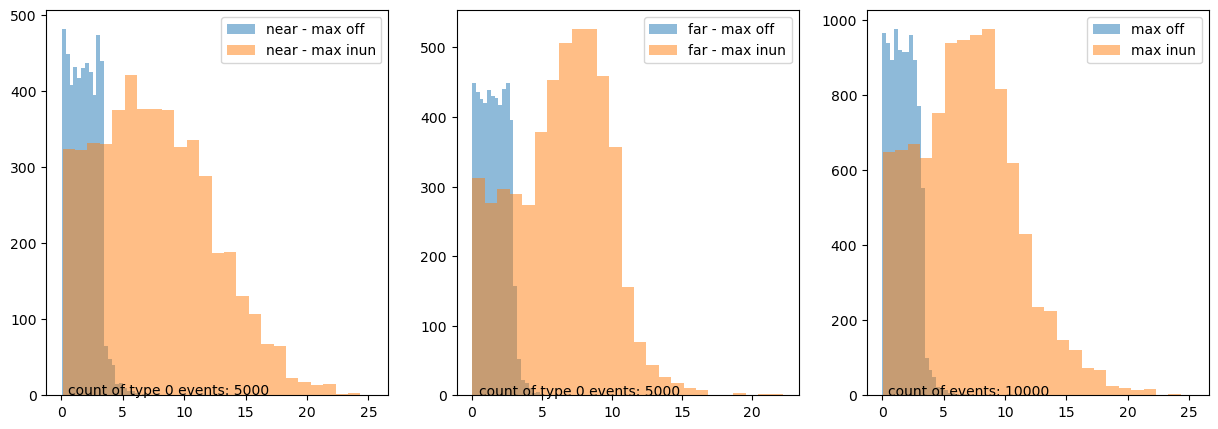 near - max off
near - max inun
500
400
300
200
100
0
count of type 0 events: 5000
0 5 10 15 20 25
far - max off
far - max inun
500
400
300
200
100
0
count of type 0 events: 5000
0 5 10 15 20
max off
max inun
1000
800
600
400
200
0
count of events: 10000
0 5 10 15 20 25